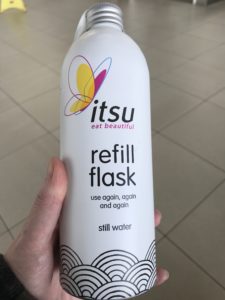 itsu
eat beautiful
refill
flask
use again, again
and again
still water